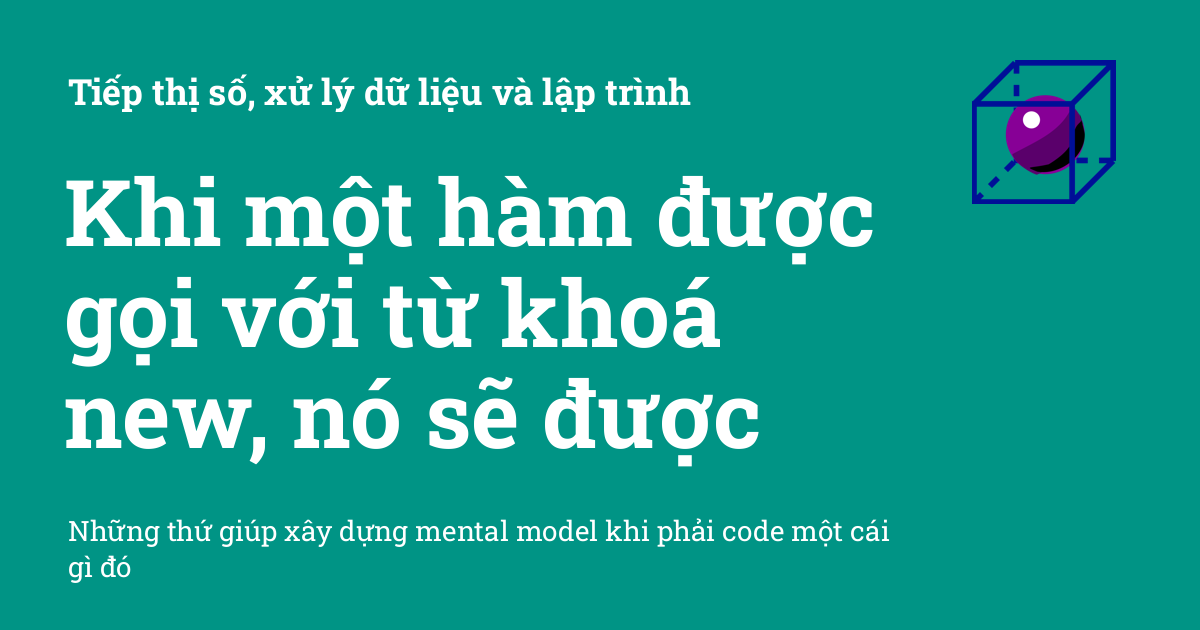 Tiếp thị số, xử lý dữ liệu và lập trình
Khi một hàm được
gọi với từ khoá
new, nó sẽ được
Những thứ giúp xây dựng mental model khi phải code một cái
gì đó